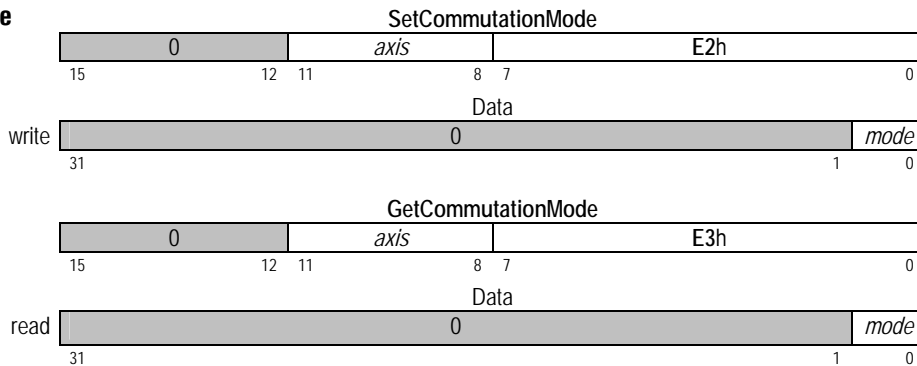 e
SetCommutationMode
0 axis E2h
15 12 11 8 7 0
Data
write 0 mode
31 1 0
GetCommutationMode
0 axis E3h
15 12 11 8 7 0
Data
read 0 mode
31 1 0